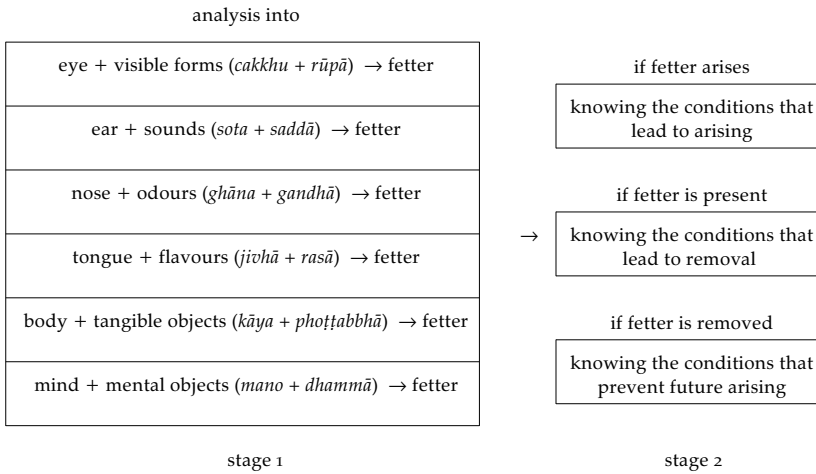 analysis into
eye + visible forms (cakkhu + rūpā) → fetter
ear + sounds (sota + saddā) → fetter
nose + odours (ghāna + gandhā) → fetter
tongue + flavours (jivhā + rasā) → fetter
body + tangible objects (kāya + phoṭṭabbhā) → fetter
mind + mental objects (mano + dhammā) → fetter
stage 1
→
if fetter arises
knowing the conditions that
lead to arising
if fetter is present
knowing the conditions that
lead to removal
if fetter is removed
knowing the conditions that
prevent future arising
stage 2